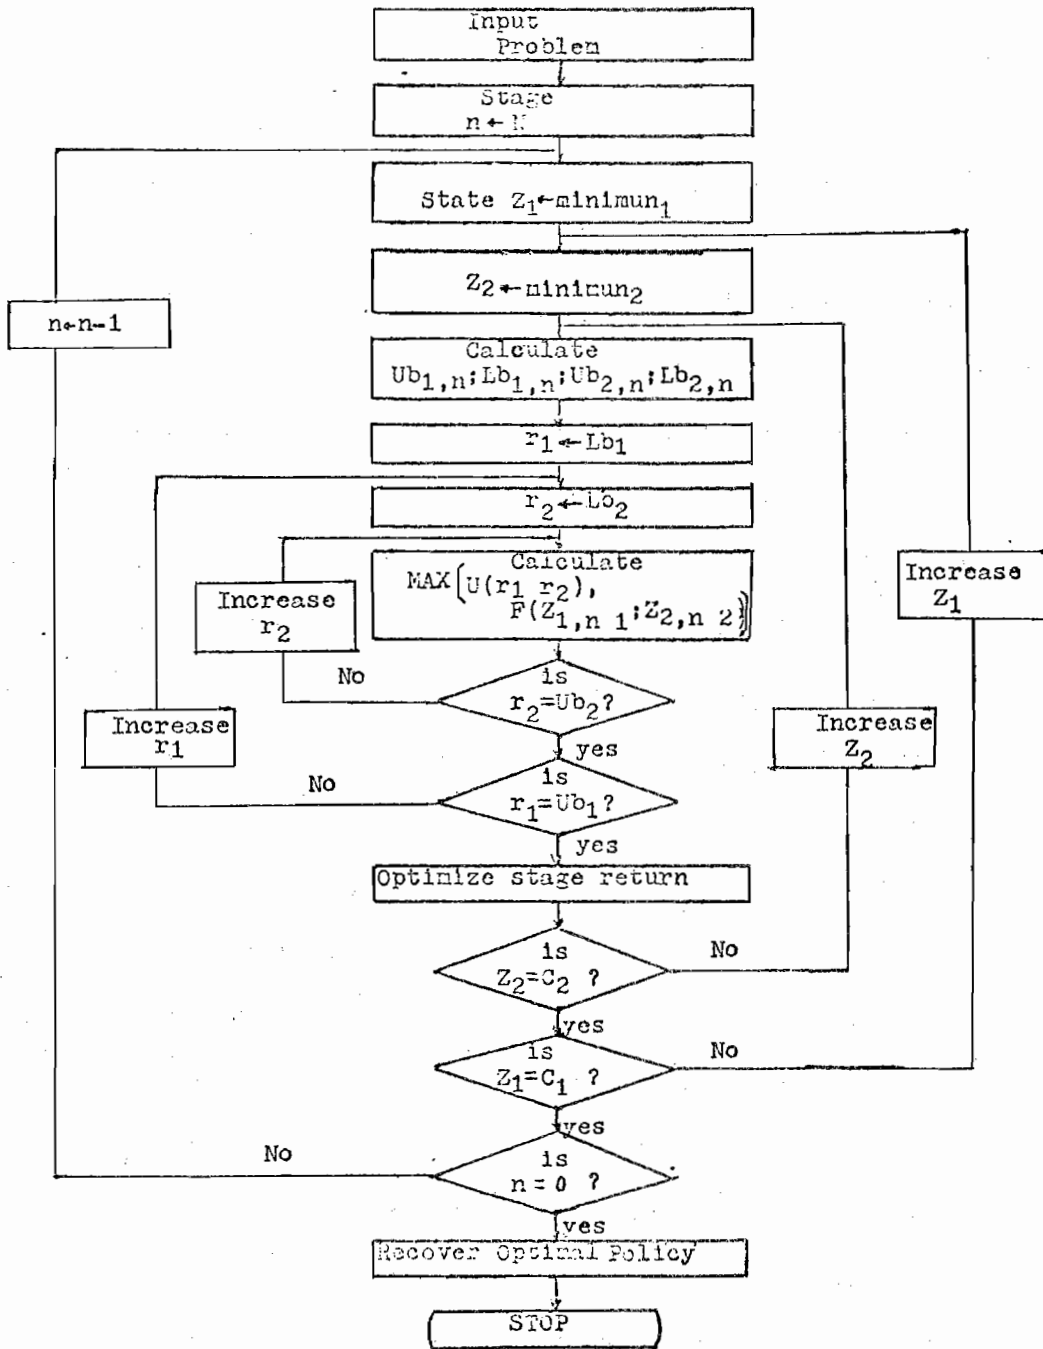 Input
Problem
Stage
n←N
State Z1←minimun1
Z2←minimun2
n←n-1
Calculate
Ub1,n;Lb1,n;Ub2,n;Lb2,n
r1←Lb1
r2←Lb2
Calculate
MAX(U(r1 r2),
F(Z1,n 1;Z2,n 2))
Increase
r2
Increase
Z1
No
is
r2=Ub2?
yes
Increase
r1
Increase
Z2
No
is
r1=Ub1?
yes
Optimize stage return
is
Z2=C2 ?
No
yes
is
Z1=C1 ?
No
yes
No
is
n=0 ?
yes
Recover Optimal Policy
STOP